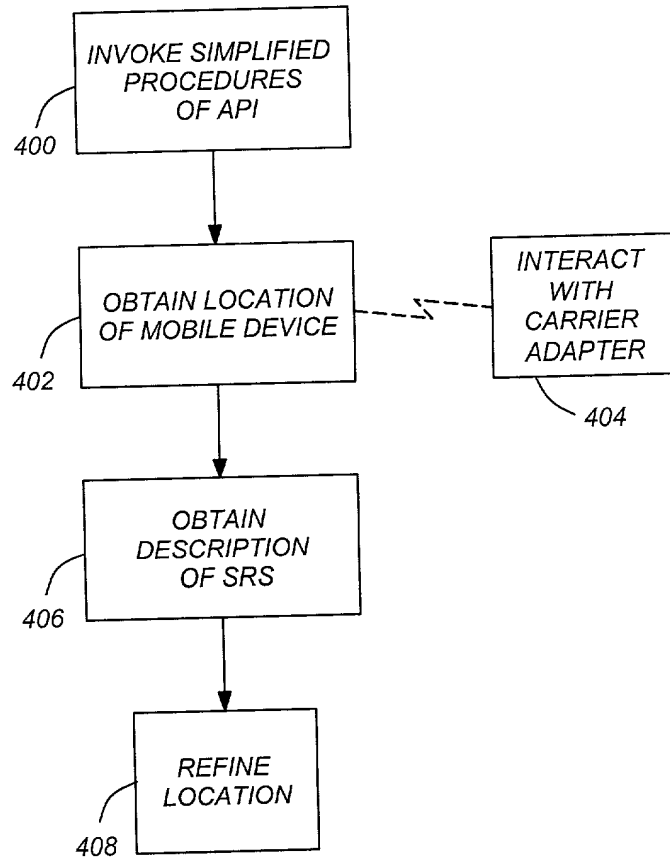 INVOKE SIMPLIFIED
PROCEDURES
OF API
400
OBTAIN LOCATION
OF MOBILE DEVICE
402
INTERACT
WITH
CARRIER
ADAPTER
404
OBTAIN
DESCRIPTION
OF SRS
406
REFINE
LOCATION
408